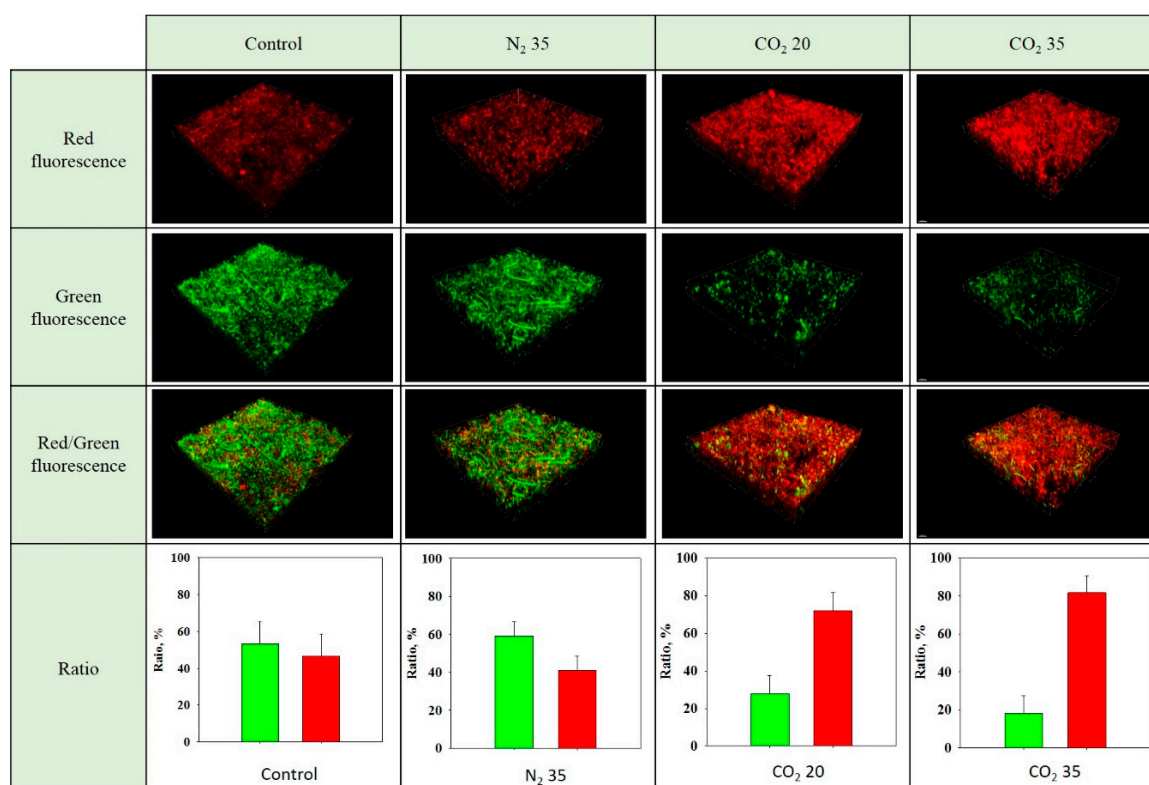 Control
N₂ 35
CO₂ 20
CO₂ 35
Red
fluorescence
Green
fluorescence
Red/Green
fluorescence
Ratio
Raio, %
100
80
60
40
20
0
Control
Ratio, %
100
80
60
40
20
0
N₂ 35
Ratio, %
100
80
60
40
20
0
CO₂ 20
Ratio, %
100
80
60
40
20
0
CO₂ 35